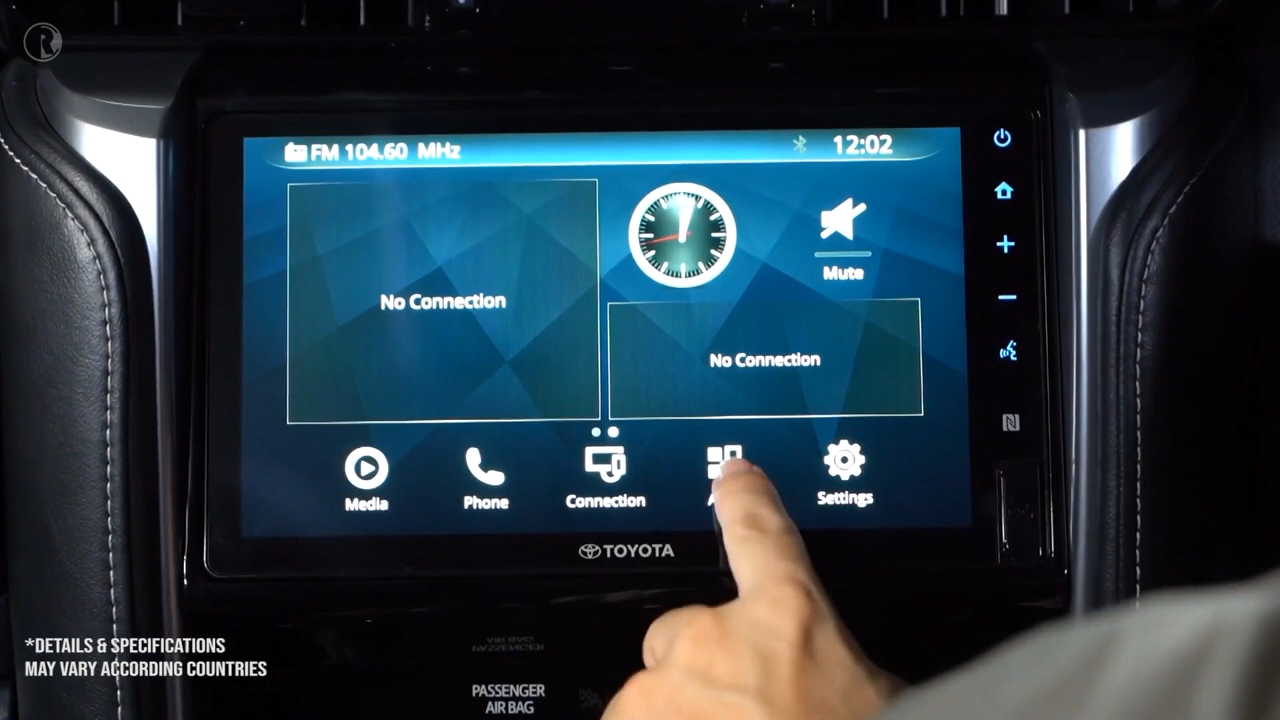 FM 104.60 MHz
12:02
No Connection
Mute
No Connection
Media
Phone
Connection
Settings
TOYOTA
*DETAILS & SPECIFICATIONS
MAY VARY ACCORDING COUNTRIES
PASSENGER
AIR BAG